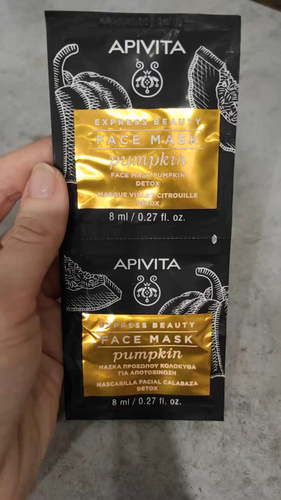 APIVITA
EXPRESS BEAUTY
FACE MASK
pumpkin
FACE MASK PUMPKIN
DETOX
MASQUE VISAGE CITROUILLE
DETOX
8 ml / 0.27 fl. oz.
APIVITA
EXPRESS BEAUTY
FACE MASK
pumpkin
ΜΑΣΚΑ ΠΡΟΣΩΠΟΥ ΚΟΛΟΚΥΘΑ
ΓΙΑ ΑΠΟΤΟΞΙΝΩΣΗ
MASCARILLA FACIAL CALABAZA
DETOX
8 ml / 0.27 fl. oz.